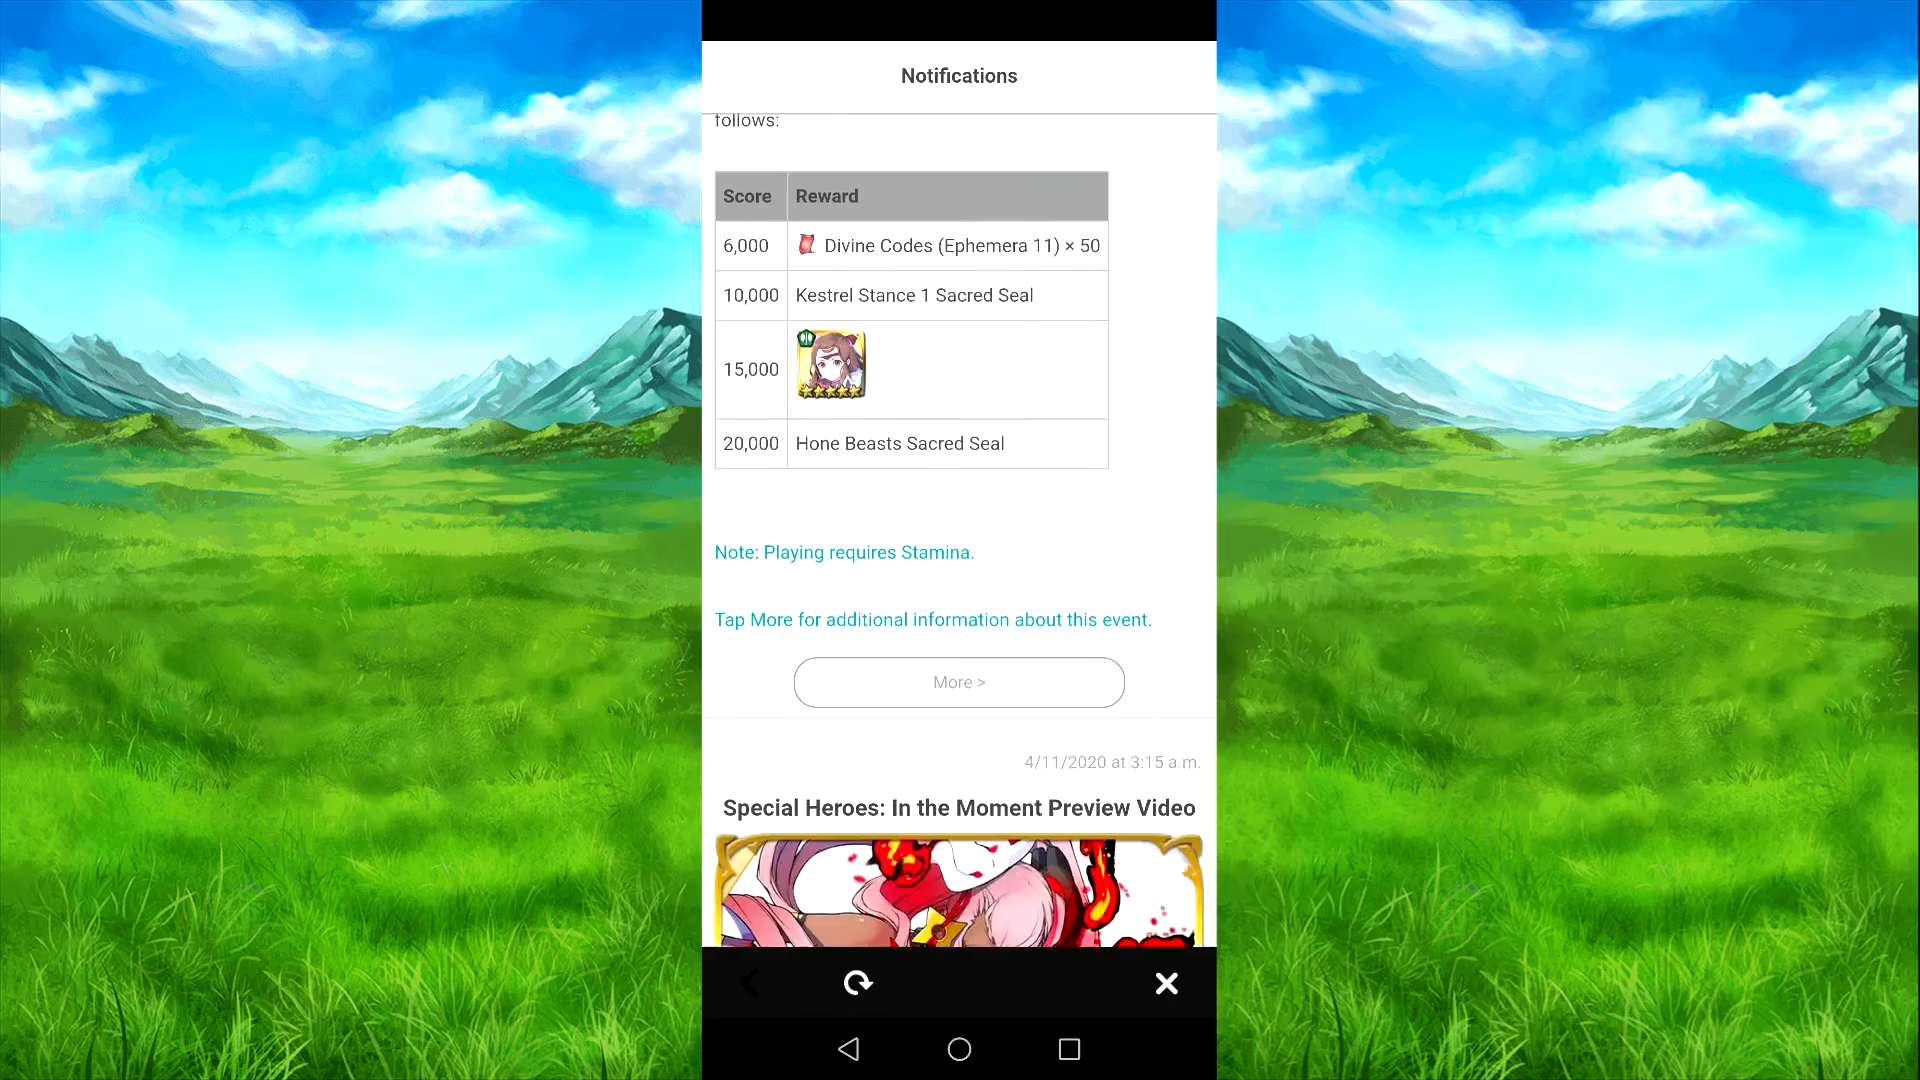 Notifications
follows:
Score Reward
6,000 Divine Codes (Ephemera 11) × 50
10,000 Kestrel Stance 1 Sacred Seal
15,000
20,000 Hone Beasts Sacred Seal
Note: Playing requires Stamina.
Tap More for additional information about this event.
More >
4/11/2020 at 3:15 a.m.
Special Heroes: In the Moment Preview Video